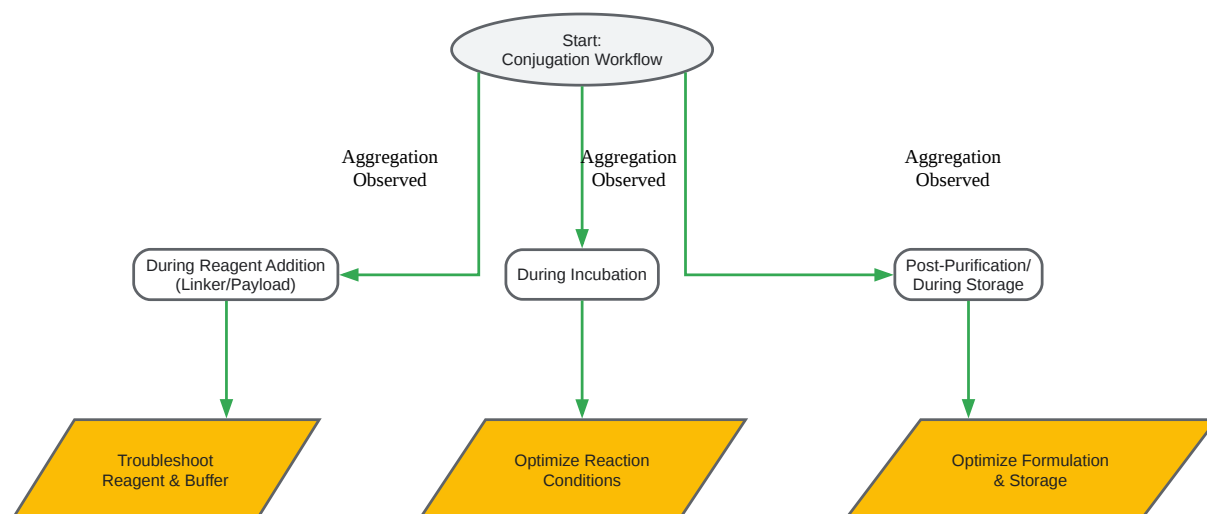 Start:
Conjugation Workflow
Aggregation
Observed
Aggregation
Observed
Aggregation
Observed
During Reagent Addition
(Linker/Payload)
During Incubation
Post-Purification/
During Storage
Troubleshoot
Reagent & Buffer
Optimize Reaction
Conditions
Optimize Formulation
& Storage